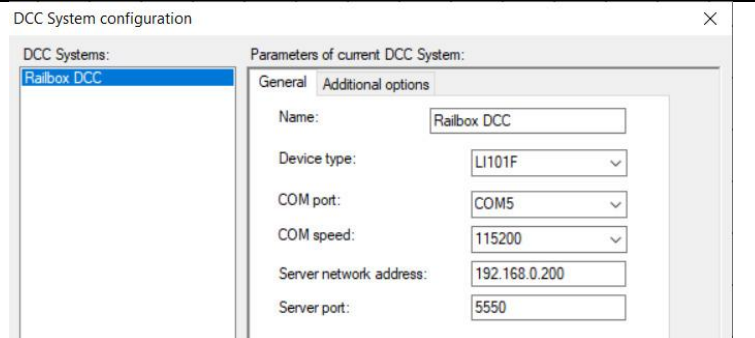 DCC System configuration
DCC Systems:
Railbox DCC
Parameters of current DCC System:
General Additional options
Name: Railbox DCC
Device type: LI101F
COM port: COM5
COM speed: 115200
Server network address: 192.168.0.200
Server port: 5550